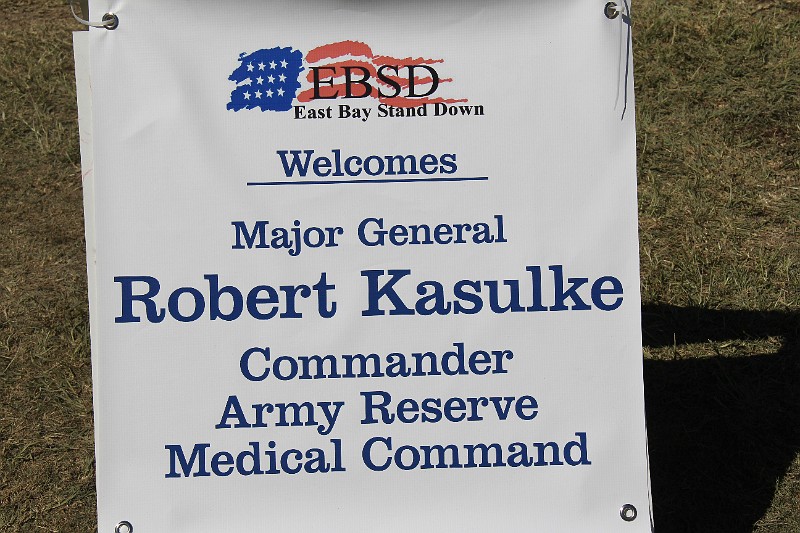 EBSD
East Bay Stand Down
Welcomes
Major General
Robert Kasulke
Commander
Army Reserve
Medical Command